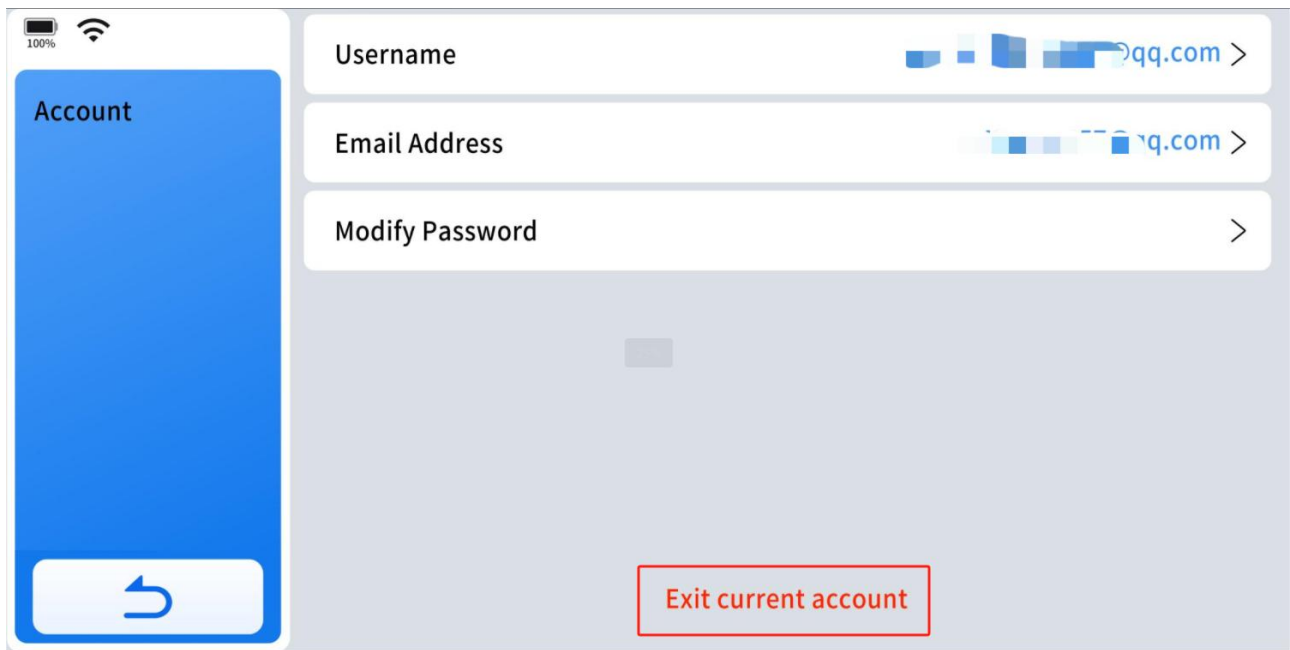 100%
Account
Username
qq.com >
Email Address
q.com >
Modify Password
>
Exit current account